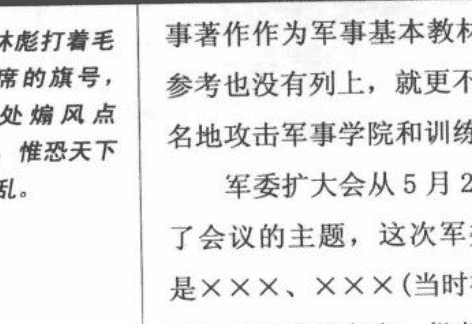 林彪打着毛
席的旗号，
处煽风点
，惟恐天下
乱。
事著作作为军事基本教材
参考也没有列上，就更不
名地攻击军事学院和训练
军委扩大会从5月2
了会议的主题，这次军
是×××、×××(当时